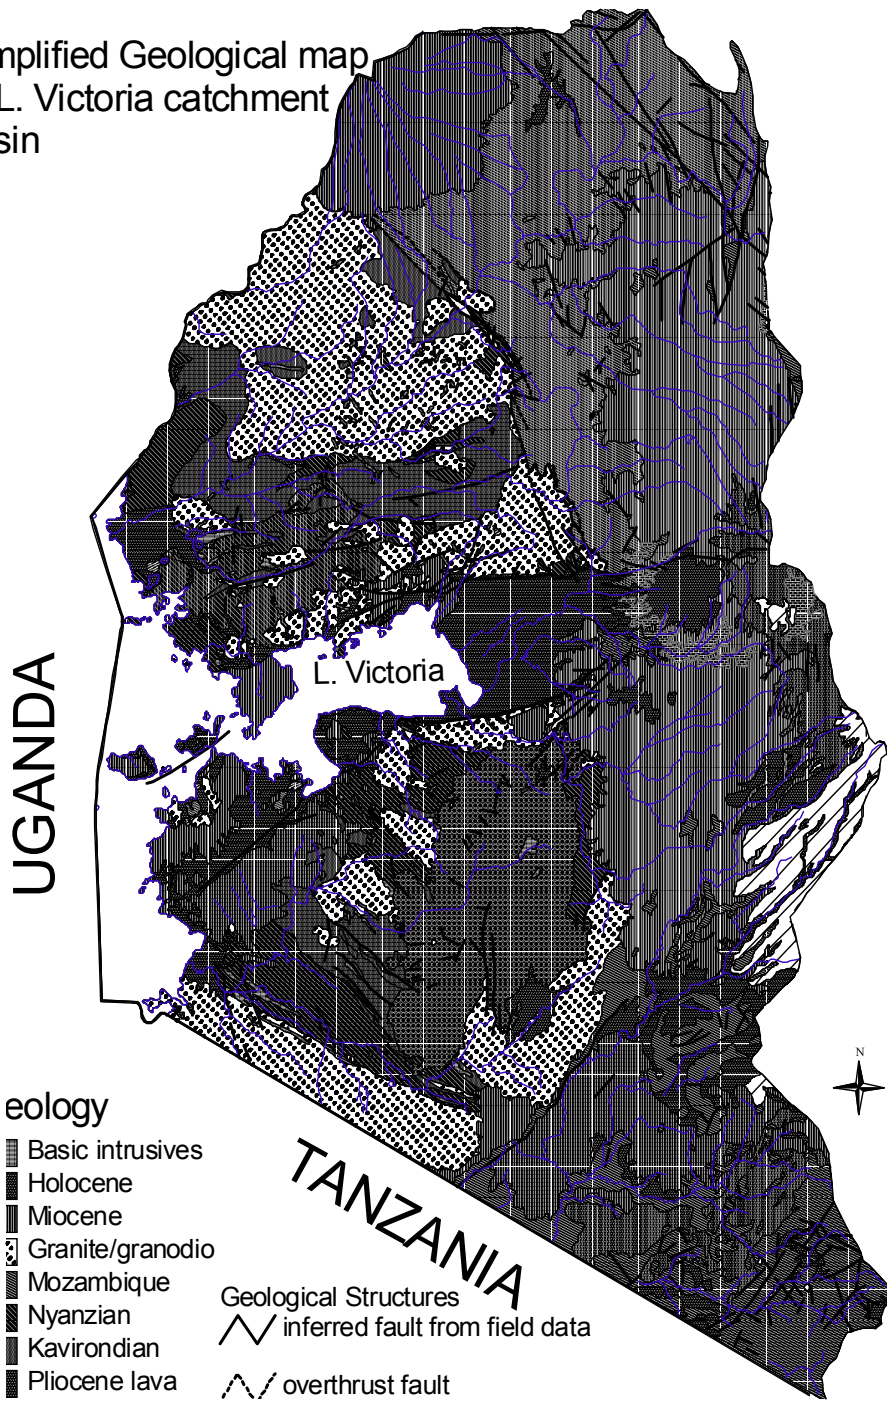 mplified Geological map
L. Victoria catchment
sin
L. Victoria
UGANDA
TANZANIA
N
eology
Basic intrusives
Holocene
Miocene
Granite/granodio
Mozambique
Nyanzian
Kavirondian
Pliocene lava
Geological Structures
inferred fault from field data
overthrust fault